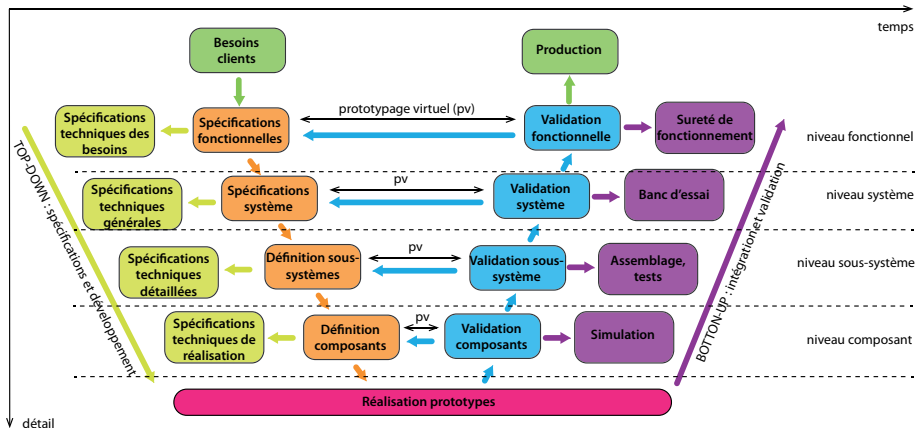 temps
Besoins
clients
Production
prototypage virtuel (pv)
Spécifications
techniques des
besoins
Spécifications
fonctionnelles
Validation
fonctionnelle
Sureté de
fonctionnement
niveau fonctionnel
TOP-DOWN : spécifications et développement
BOTTON-UP : intégration et validation
Spécifications
techniques
générales
Spécifications
système
pv
Validation
système
Banc d'essai
niveau système
Spécifications
techniques
détaillées
Définition sous-
systèmes
pv
Validation sous-
système
Assemblage,
tests
niveau sous-système
Spécifications
techniques de
réalisation
Définition
composants
pv
Validation
composants
Simulation
niveau composant
Réalisation prototypes
détail